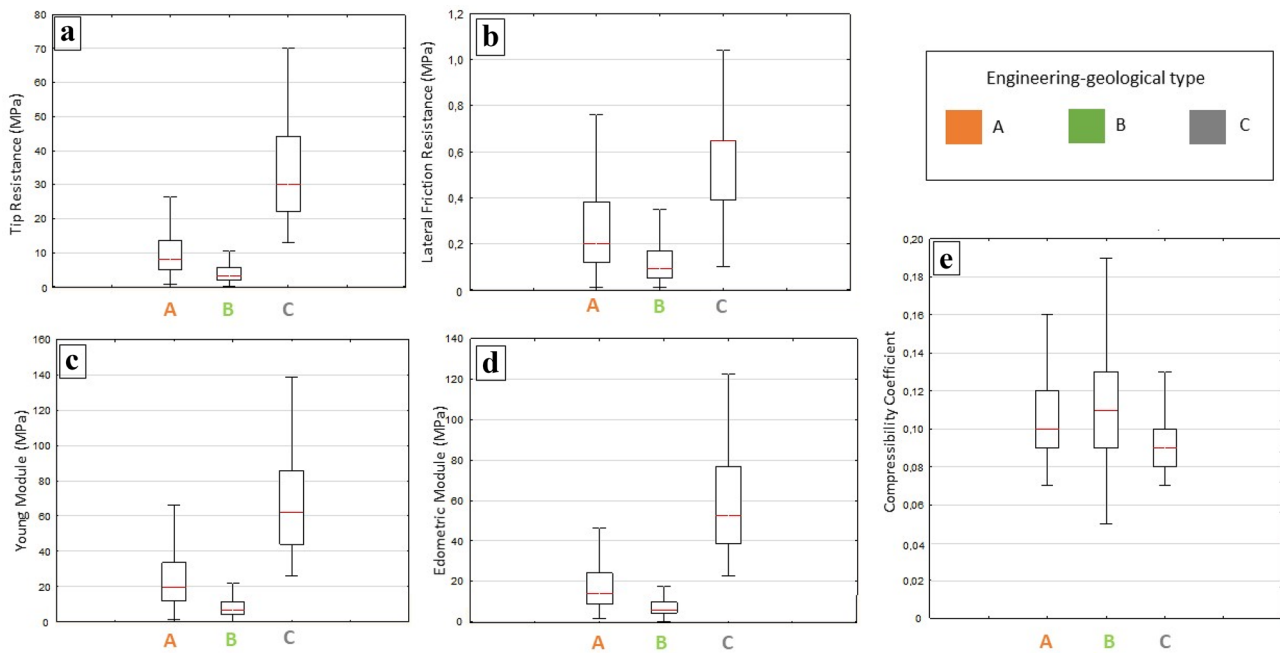 a
Tip Resistance (MPa)
80
70
60
50
40
30
20
10
0
A B C
b
Lateral Friction Resistance (MPa)
1,2
1,0
0,8
0,6
0,4
0,2
0
A B C
Engineering-geological type
A B C
c
Young Module (MPa)
160
140
120
100
80
60
40
20
0
A B C
d
Edometric Module (MPa)
140
120
100
80
60
40
20
0
A B C
e
Compressibility Coefficient
0,20
0,18
0,16
0,14
0,12
0,10
0,08
0,06
0,04
0,02
0
A B C